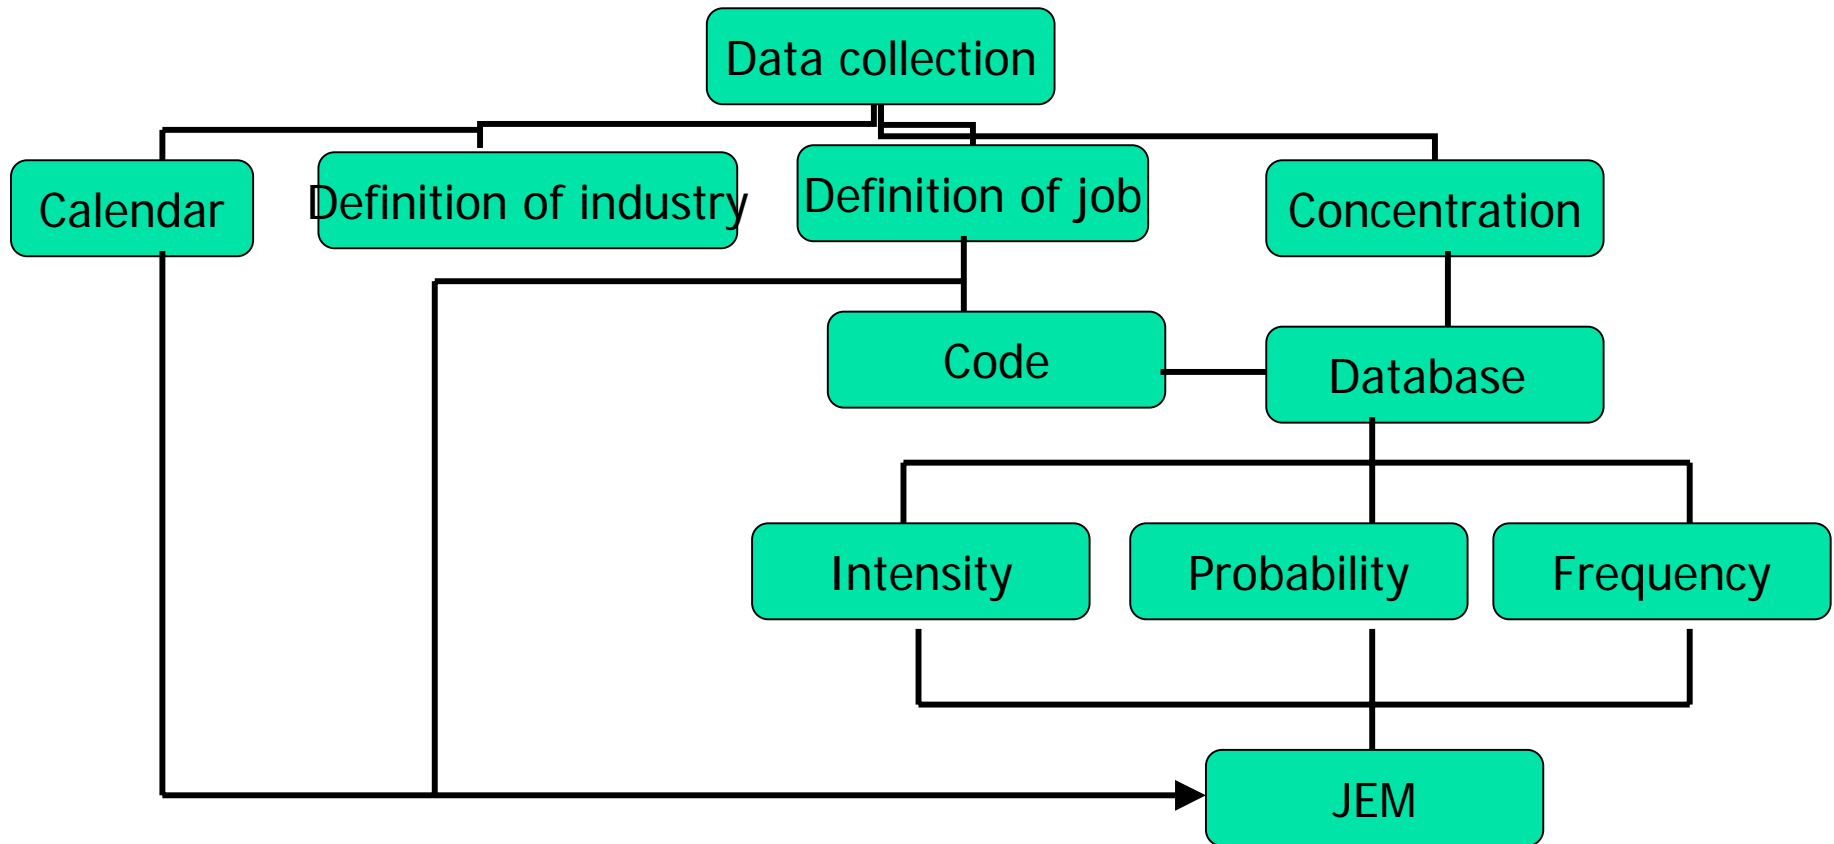 Data collection
Calendar
Definition of industry
Definition of job
Concentration
Code
Database
Intensity
Probability
Frequency
JEM